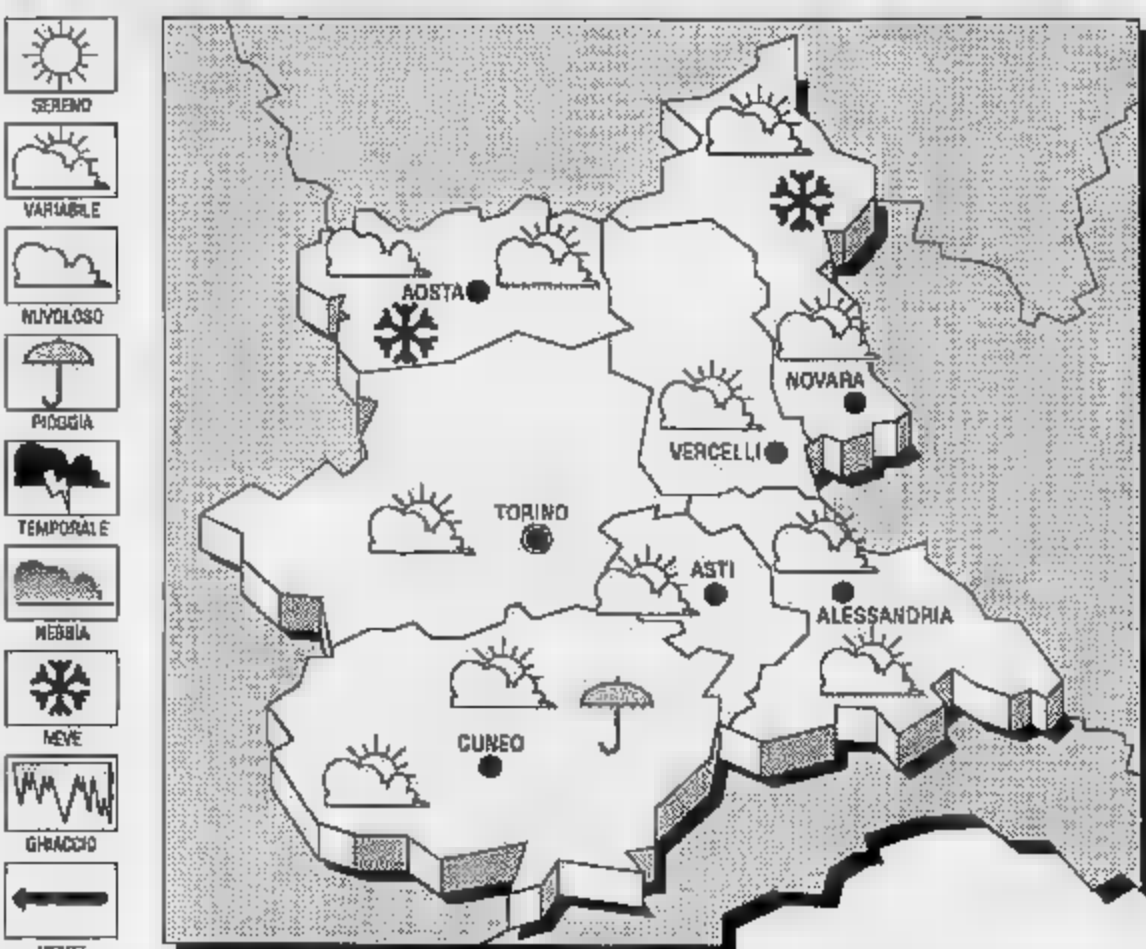 SERENO
VARIABILE
NUVOLOSO
PIOGGIA
TEMPORALE
NEBBIA
NEVE
GHIACCIO
AOSTA
NOVARA
VERCELLI
TORINO
ASTI
ALESSANDRIA
CUNEO